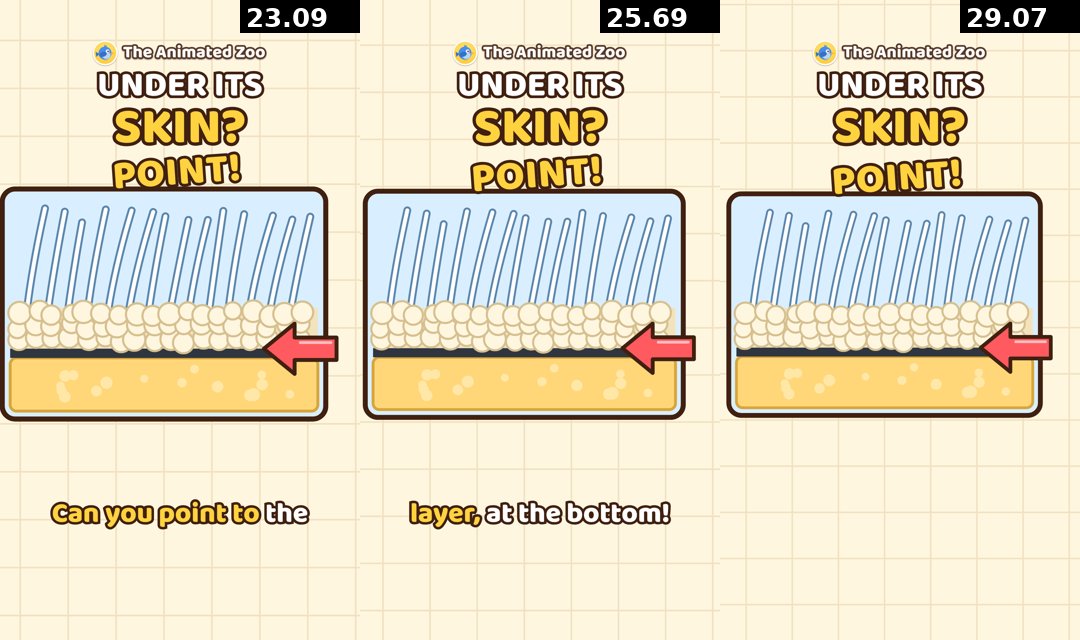 23.09
The Animated Zoo
UNDER ITS
SKIN?
POINT!
Can you point to the
25.69
The Animated Zoo
UNDER ITS
SKIN?
POINT!
layer, at the bottom!
29.07
The Animated Zoo
UNDER ITS
SKIN?
POINT!